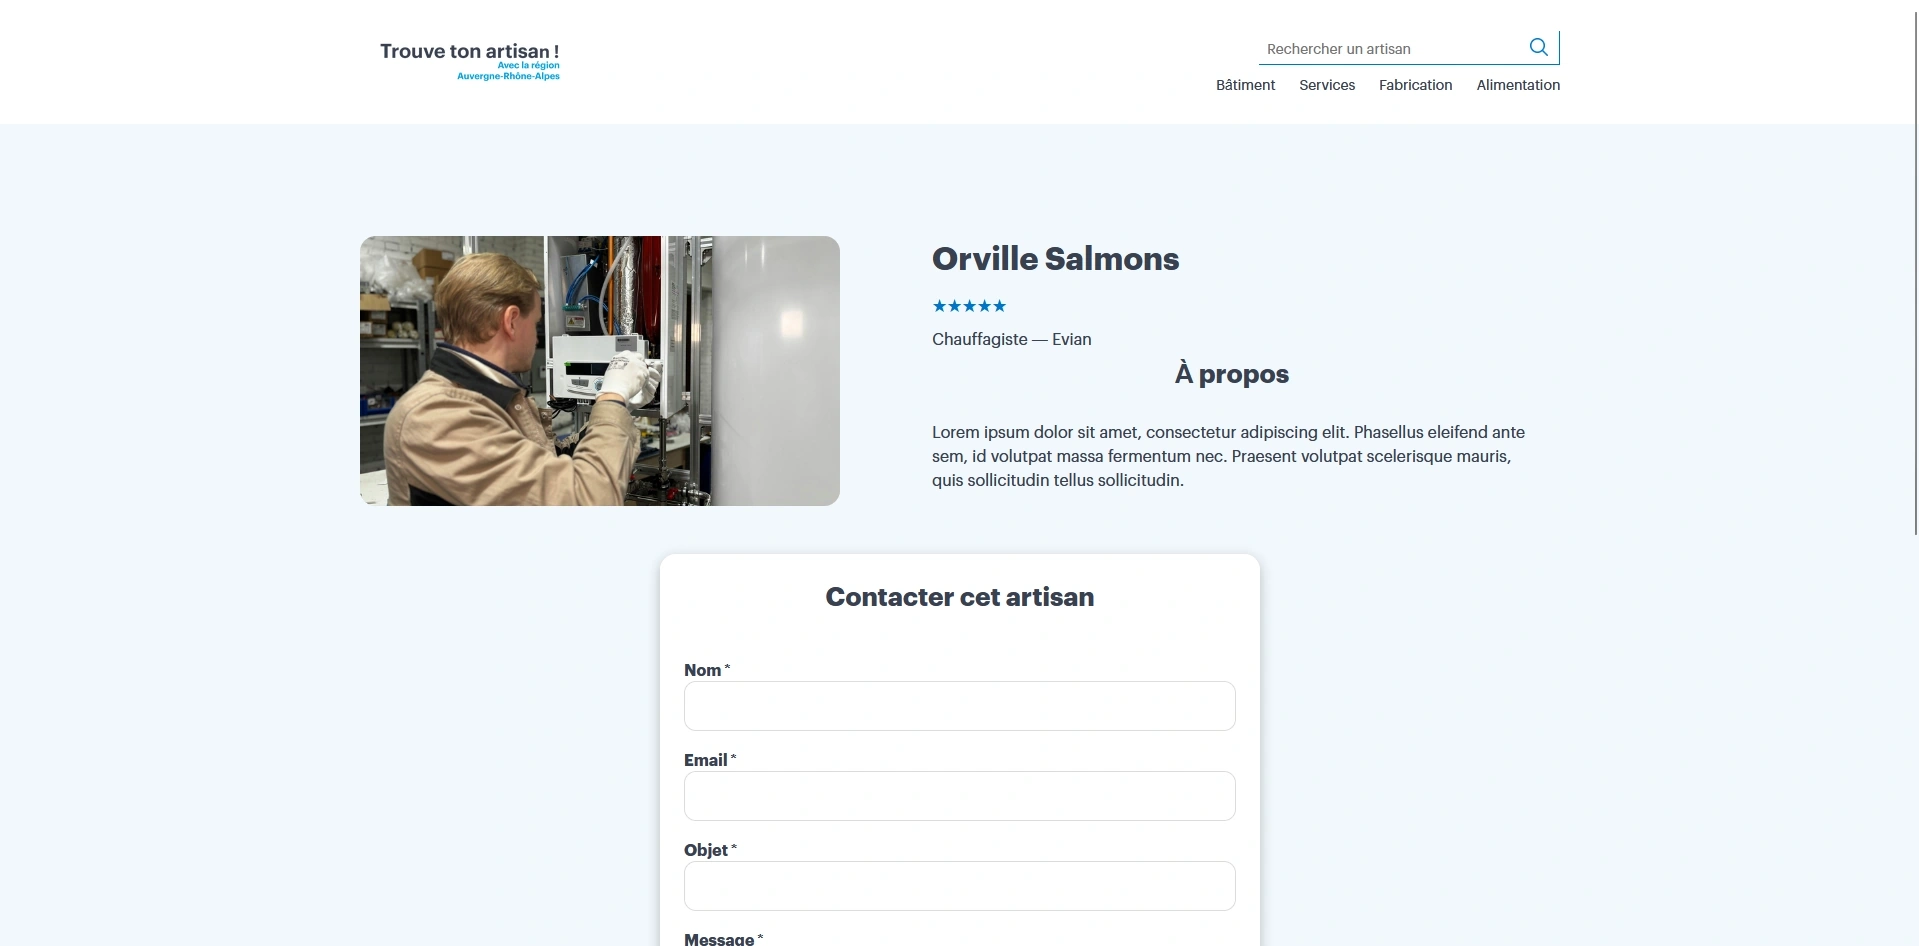 Trouve ton artisan !
Avec la région
Auvergne-Rhône-Alpes
Rechercher un artisan
Bâtiment Services Fabrication Alimentation
Orville Salmons
★★★★★
Chauffagiste — Evian
À propos
Lorem ipsum dolor sit amet, consectetur adipiscing elit. Phasellus eleifend ante
sem, id volutpat massa fermentum nec. Praesent volutpat scelerisque mauris,
quis sollicitudin tellus sollicitudin.
Contacter cet artisan
Nom *
Email *
Objet *
Message *